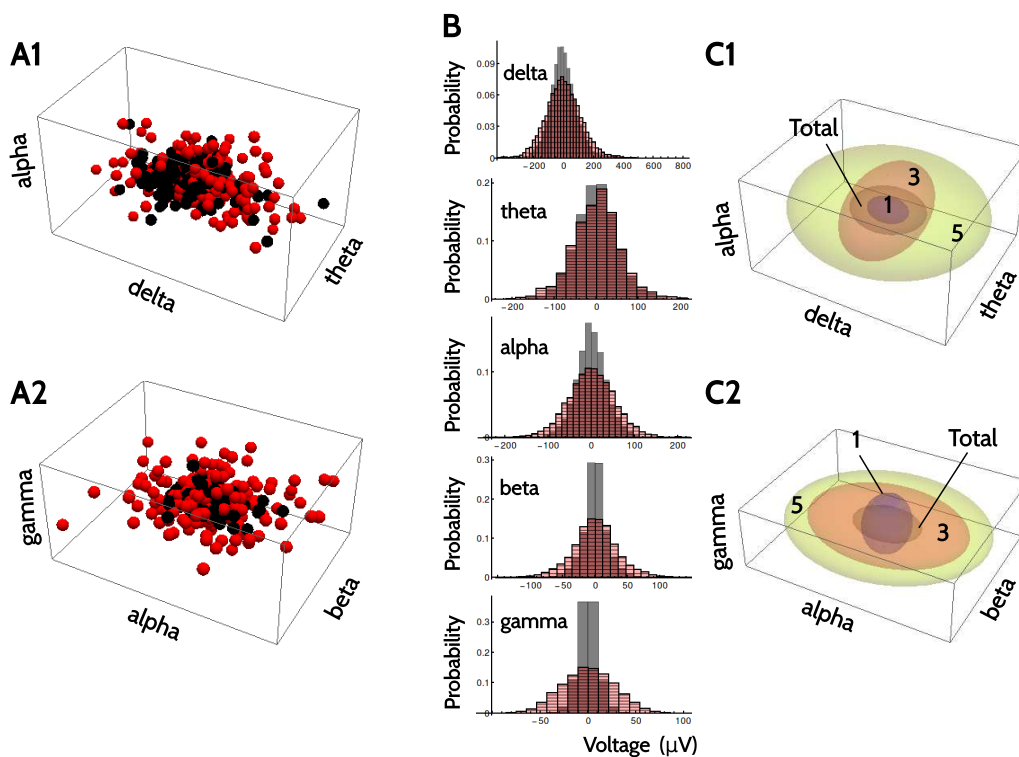 A1
alpha
delta
theta
A2
gamma
alpha
beta
B
Probability
delta
0.09
0.06
0.03
0
-200 0 200 400 600 800
Probability
theta
0.2
0.1
0
-200 -100 0 100 200
Probability
alpha
0.1
0
-200 -100 0 100 200
Probability
beta
0.3
0.2
0.1
0
-100 -50 0 50 100
Probability
gamma
0.3
0.2
0.1
0
-50 0 50 100
Voltage (μV)
C1
Total
3
1
5
alpha
delta
theta
C2
1
Total
5
3
gamma
alpha
beta